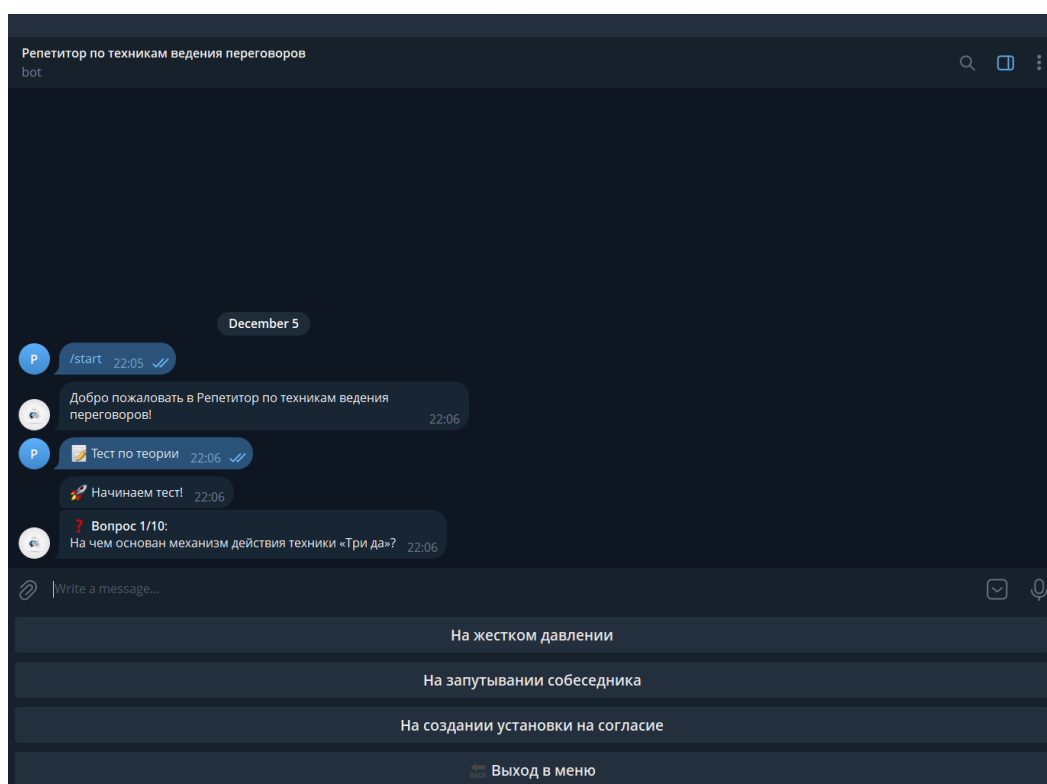 Репетитор по техникам ведения переговоров
bot
December 5
P
/start 22:05
Добро пожаловать в Репетитор по техникам ведения
переговоров! 22:06
P
📝 Тест по теории 22:06
🚀 Начинаем тест! 22:06
❓ Вопрос 1/10:
На чем основан механизм действия техники «Три да»? 22:06
Write a message...
На жестком давлении
На запутывании собеседника
На создании установки на согласие
🔙 Выход в меню